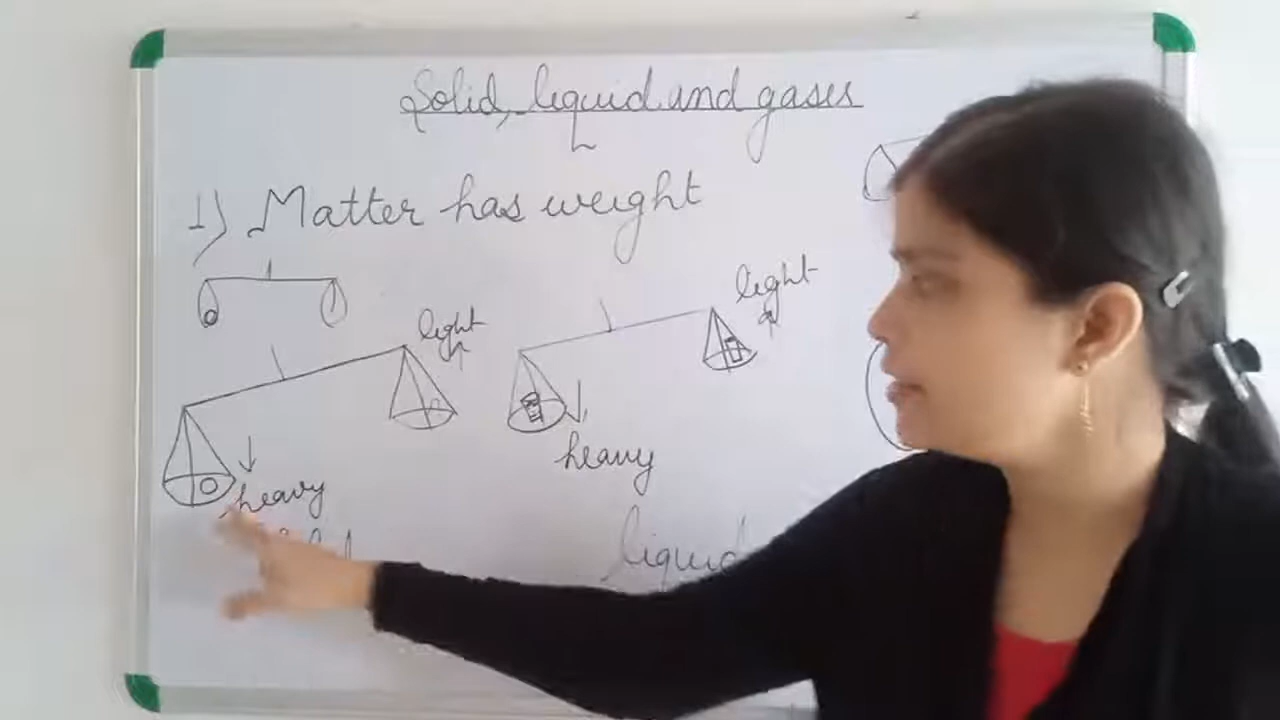 Solid, liquid and gases
1) Matter has weight
light
light
heavy
heavy
liquid